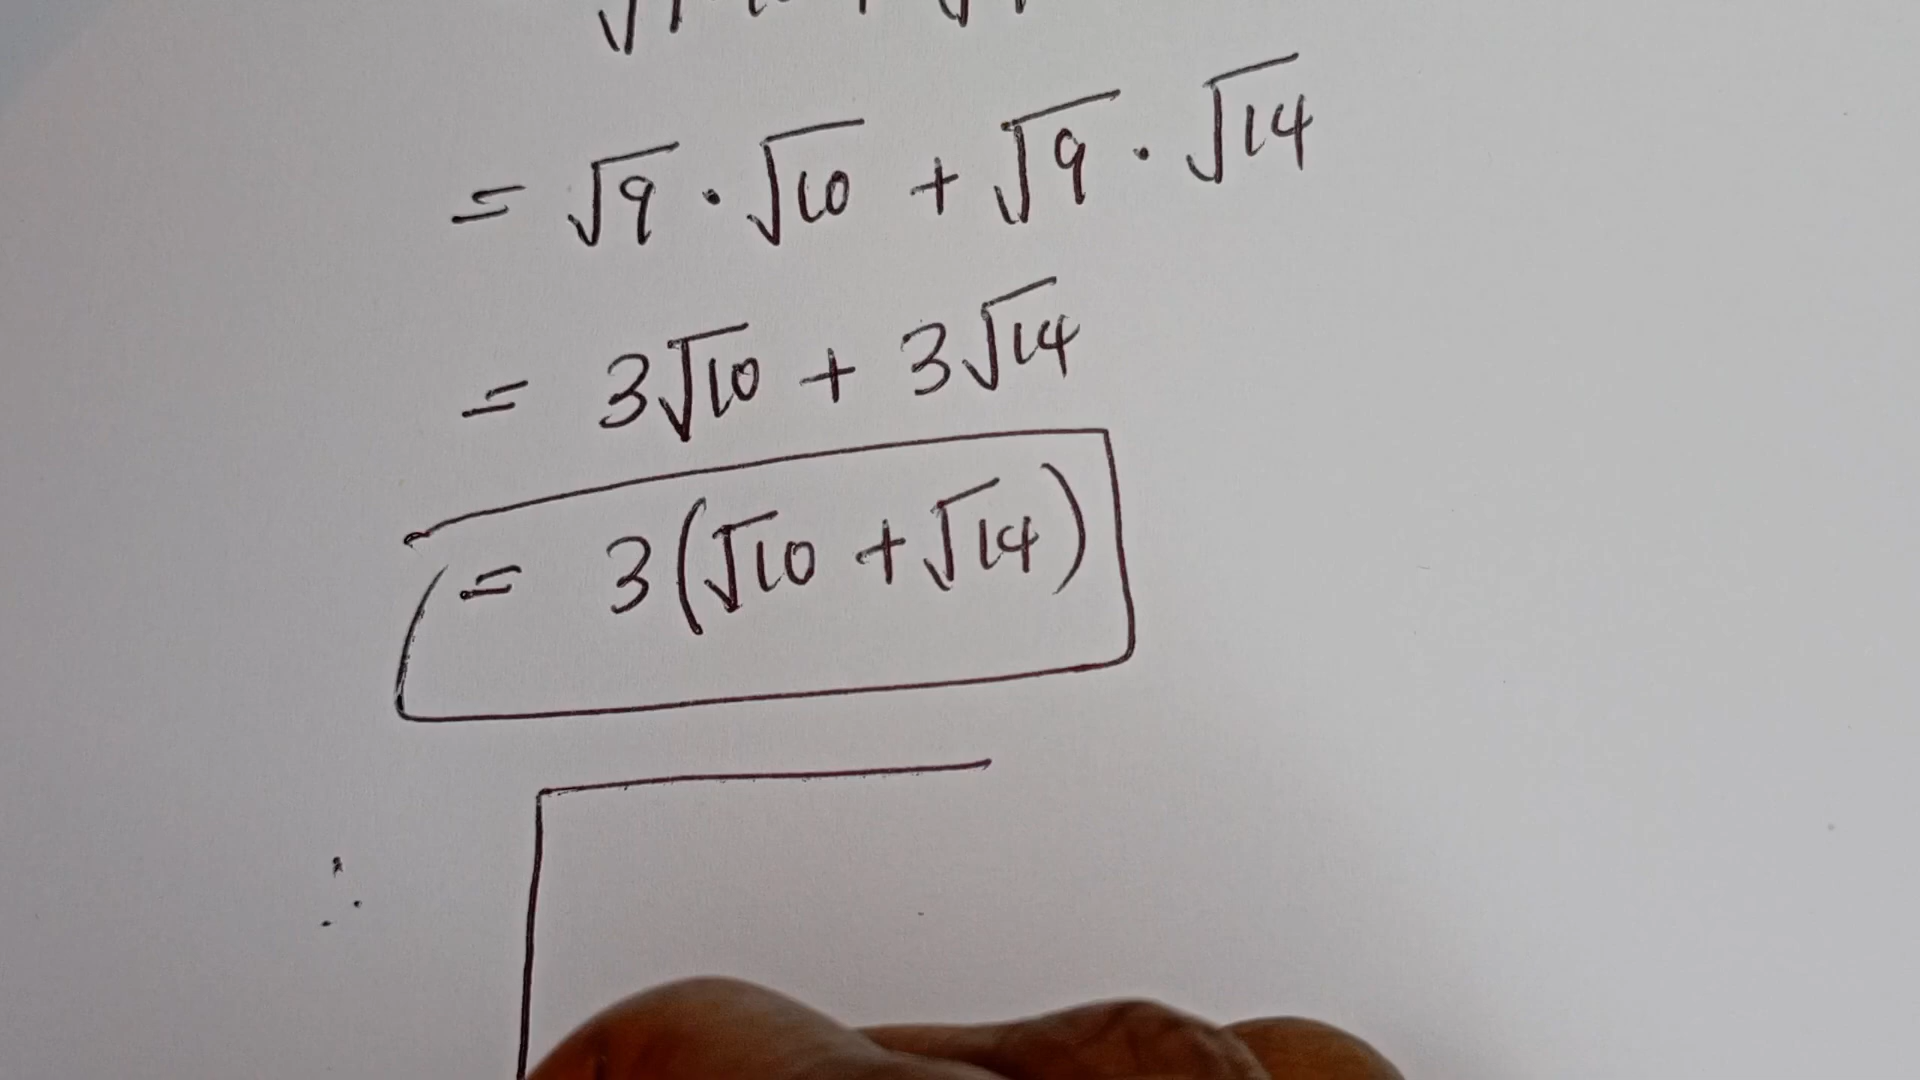 = √9 · √10 + √9 · √14
= 3√10 + 3√14
= 3(√10 + √14)
∴